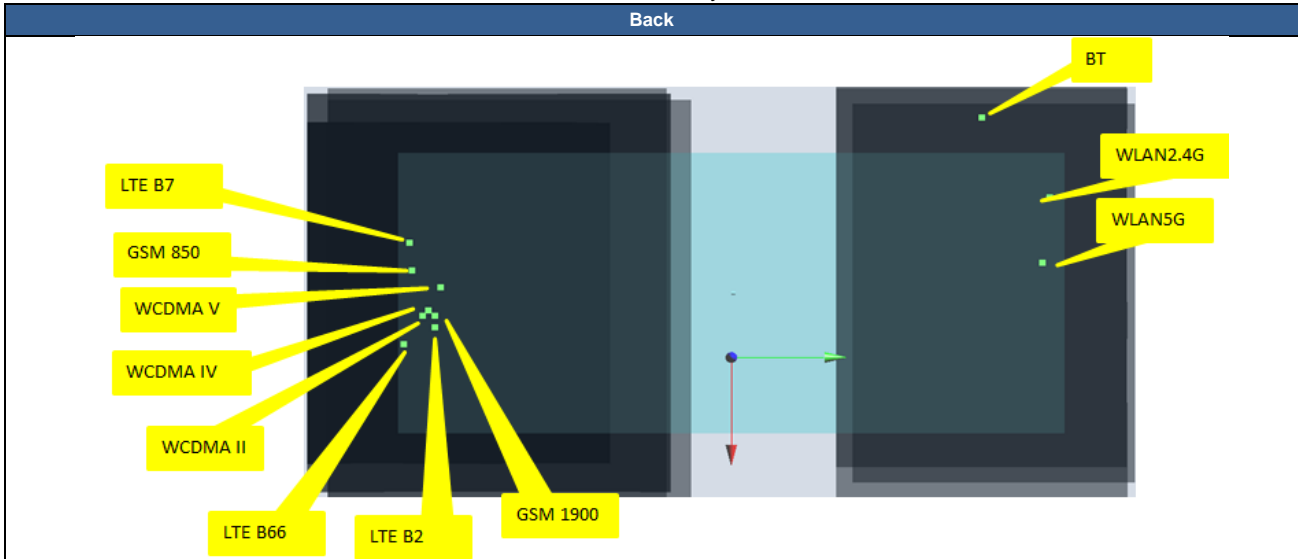 Back
BT
WLAN2.4G
LTE B7
WLAN5G
GSM 850
WCDMA V
WCDMA IV
WCDMA II
GSM 1900
LTE B66
LTE B2